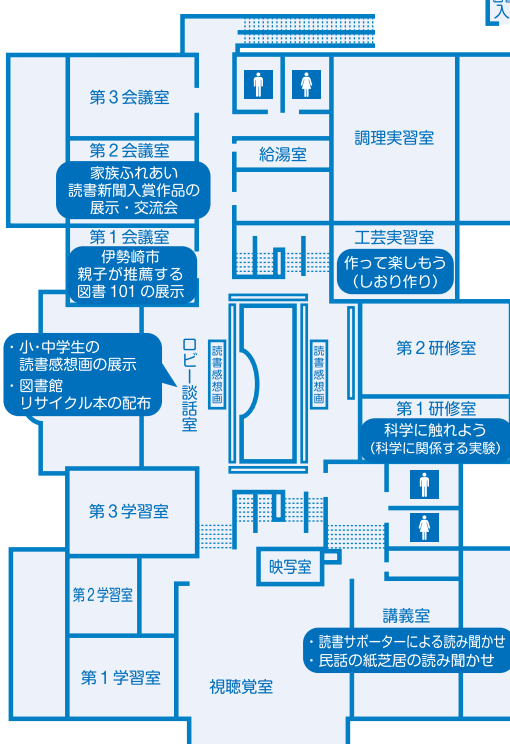 入
第３会議室
調理実習室
第２会議室
給湯室
家族ふれあい
読書新聞入賞作品の
展示・交流会
第１会議室
工芸実習室
伊勢崎市
親子が推薦する
図書 101 の展示
作って楽しもう
（しおり作り）
・小・中学生の
読書感想画の展示
・図書館
リサイクル本の配布
ロビー談話室
読書感想画
読書感想画
第２研修室
第１研修室
科学に触れよう
（科学に関係する実験）
第３学習室
映写室
第２学習室
講義室
・読書サポーターによる読み聞かせ
・民話の紙芝居の読み聞かせ
第１学習室
視聴覚室